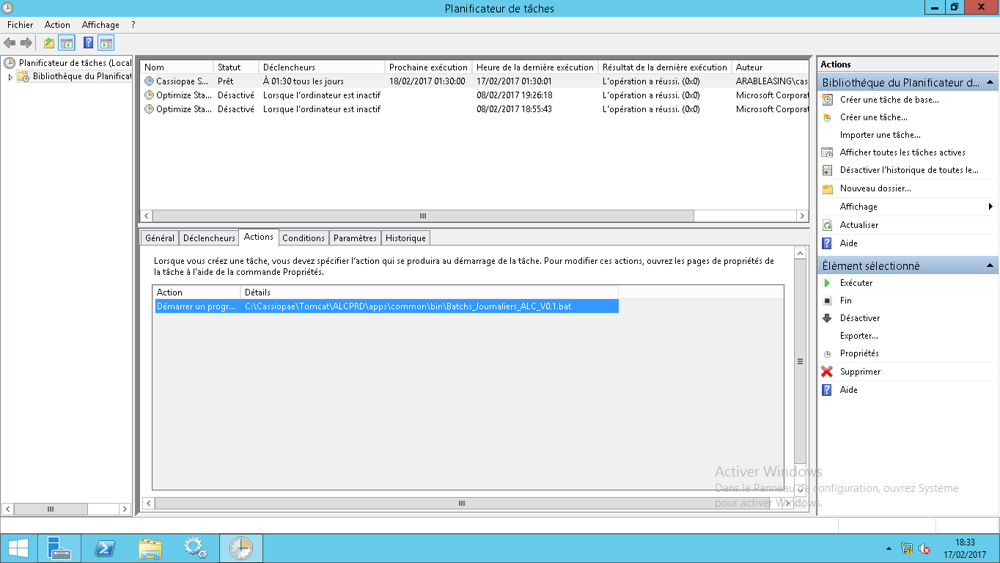 Planificateur de tâches
Fichier Action Affichage ?
Planificateur de tâches (Local
Bibliothèque du Planificat
Nom Statut Déclencheurs Prochaine exécution Heure de la dernière exécution Résultat de la dernière exécution Auteur
Cassiopae S... Prêt À 01:30 tous les jours 18/02/2017 01:30:00 17/02/2017 01:30:01 L'opération a réussi. (0x0) ARABLEASING\cas
Optimize Sta... Désactivé Lorsque l'ordinateur est inactif 08/02/2017 19:26:18 L'opération a réussi. (0x0) Microsoft Corporat
Optimize Sta... Désactivé Lorsque l'ordinateur est inactif 08/02/2017 18:55:43 L'opération a réussi. (0x0) Microsoft Corporat
Général Déclencheurs Actions Conditions Paramètres Historique
Lorsque vous créez une tâche, vous devez spécifier l'action qui se produira au démarrage de la tâche. Pour modifier ces actions, ouvrez les pages de propriétés de
la tâche à l'aide de la commande Propriétés.
Action Détails
Démarrer un progr... C:\Cassiopae\Tomcat\ALCPRD\apps\common\bin\Batchs_Journaliers_ALC_V0.1.bat
Actions
Bibliothèque du Planificateur d...
Créer une tâche de base...
Créer une tâche...
Importer une tâche...
Afficher toutes les tâches actives
Désactiver l'historique de toutes le...
Nouveau dossier...
Affichage
Actualiser
Aide
Élément sélectionné
Exécuter
Fin
Désactiver
Exporter...
Propriétés
Supprimer
Aide
Activer Windows
Dans le Panneau de configuration, ouvrez Système
pour activer Windows.
18:33
17/02/2017